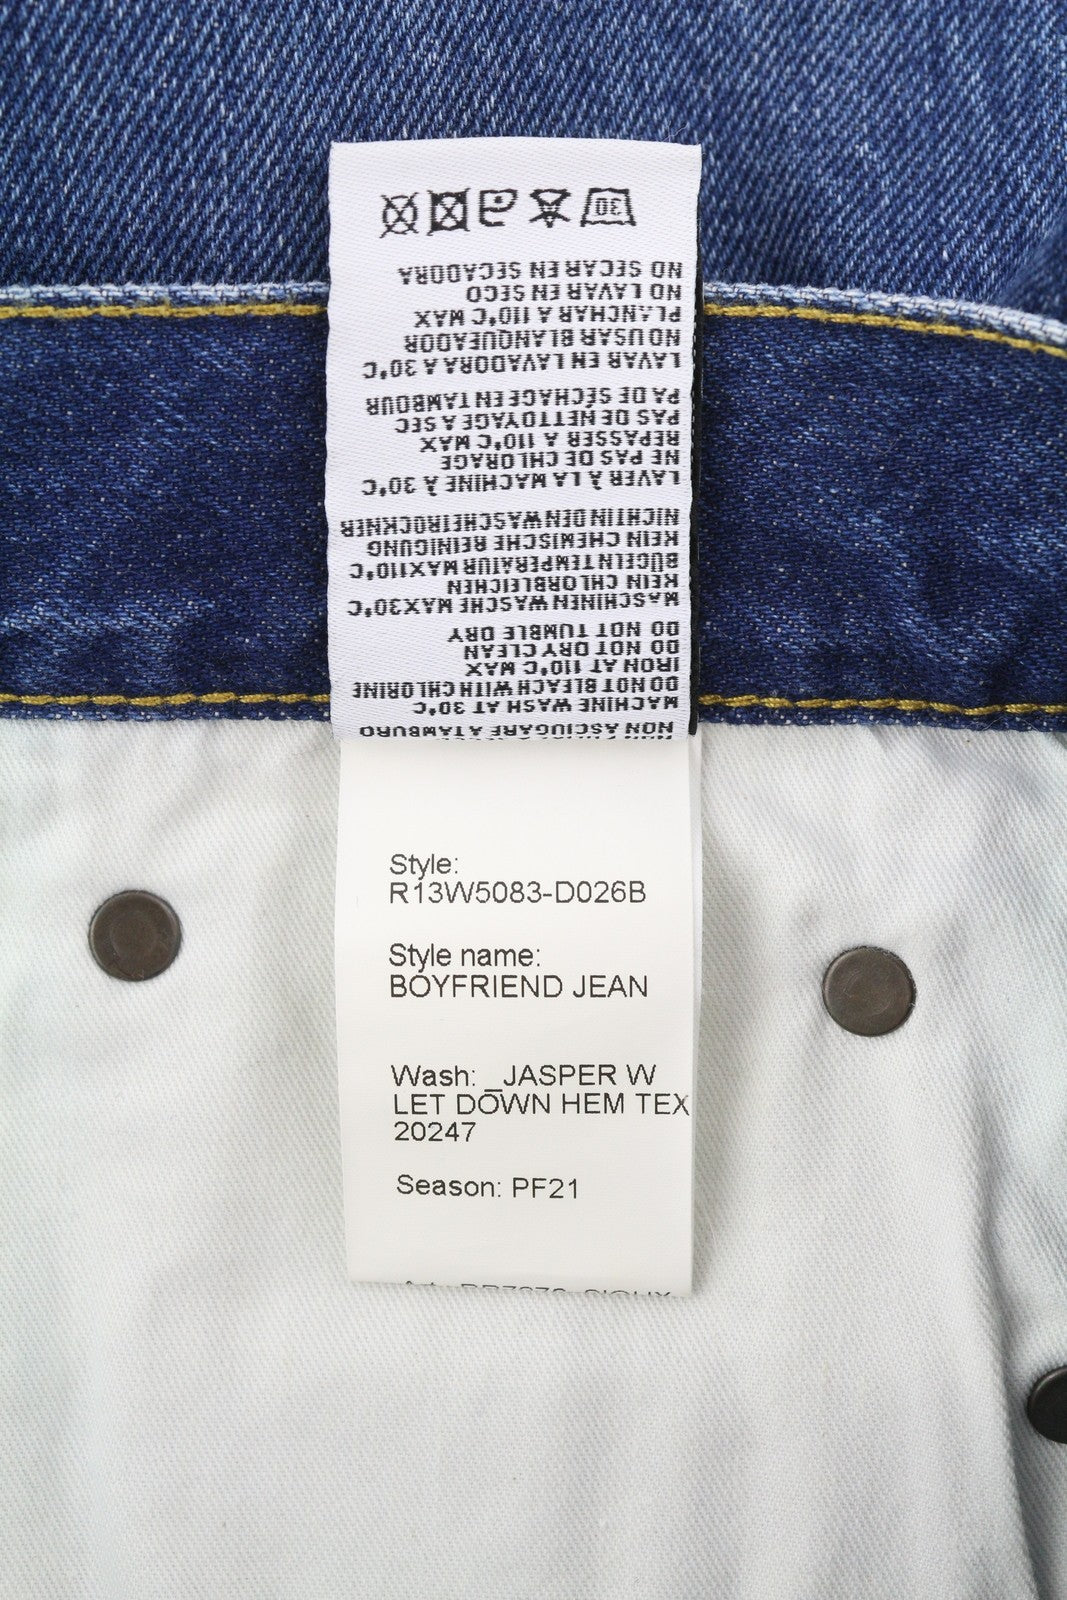 NON ASCIUGARE A TAMBURO
MACHINE WASH AT 30°C
DO NOT BLEACH WITH CHLORINE
IRON AT 110°C MAX
DO NOT DRY CLEAN
DO NOT TUMBLE DRY
MASCHINEN WASCHE MAX30°C
KEIN CHLORBLEICHEN
BÜGELN TEMPERATUR MAX110°C
KEIN CHEMISCHE REINIGUNG
NICHT IN DEN WASCHETROCKNER
LAVER À LA MACHINE À 30°C
NE PAS DE CHLORAGE
REPASSER A 110°C MAX
PAS DE NETTOYAGE A SEC
PA DE SÉCHAGE EN TAMBOUR
LAVAR EN LAVADORA A 30°C
NO USAR BLANQUEADOR
PLANCHAR A 110°C MAX
NO LAVAR EN SECO
NO SECAR EN SECADORA
30
Style:
R13W5083-D026B
Style name:
BOYFRIEND JEAN
Wash: _JASPER W
LET DOWN HEM TEX
20247
Season: PF21